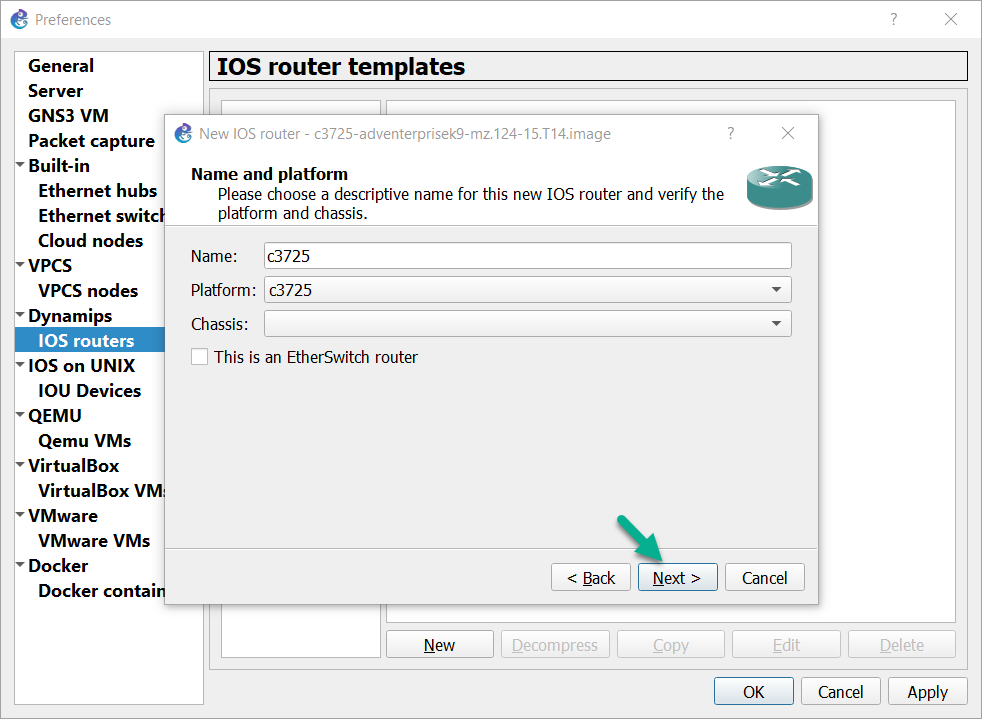 Preferences
?
General
Server
GNS3 VM
Packet capture
Built-in
Ethernet hubs
Ethernet switch
Cloud nodes
VPCS
VPCS nodes
Dynamips
IOS routers
IOS on UNIX
IOU Devices
QEMU
Qemu VMs
VirtualBox
VirtualBox VMs
VMware
VMware VMs
Docker
Docker contain
IOS router templates
New IOS router - c3725-adventerprisek9-mz.124-15.T14.image
?
Name and platform
Please choose a descriptive name for this new IOS router and verify the
platform and chassis.
Name: c3725
Platform: c3725
Chassis:
This is an EtherSwitch router
< Back Next > Cancel
New Decompress Copy Edit Delete
OK Cancel Apply